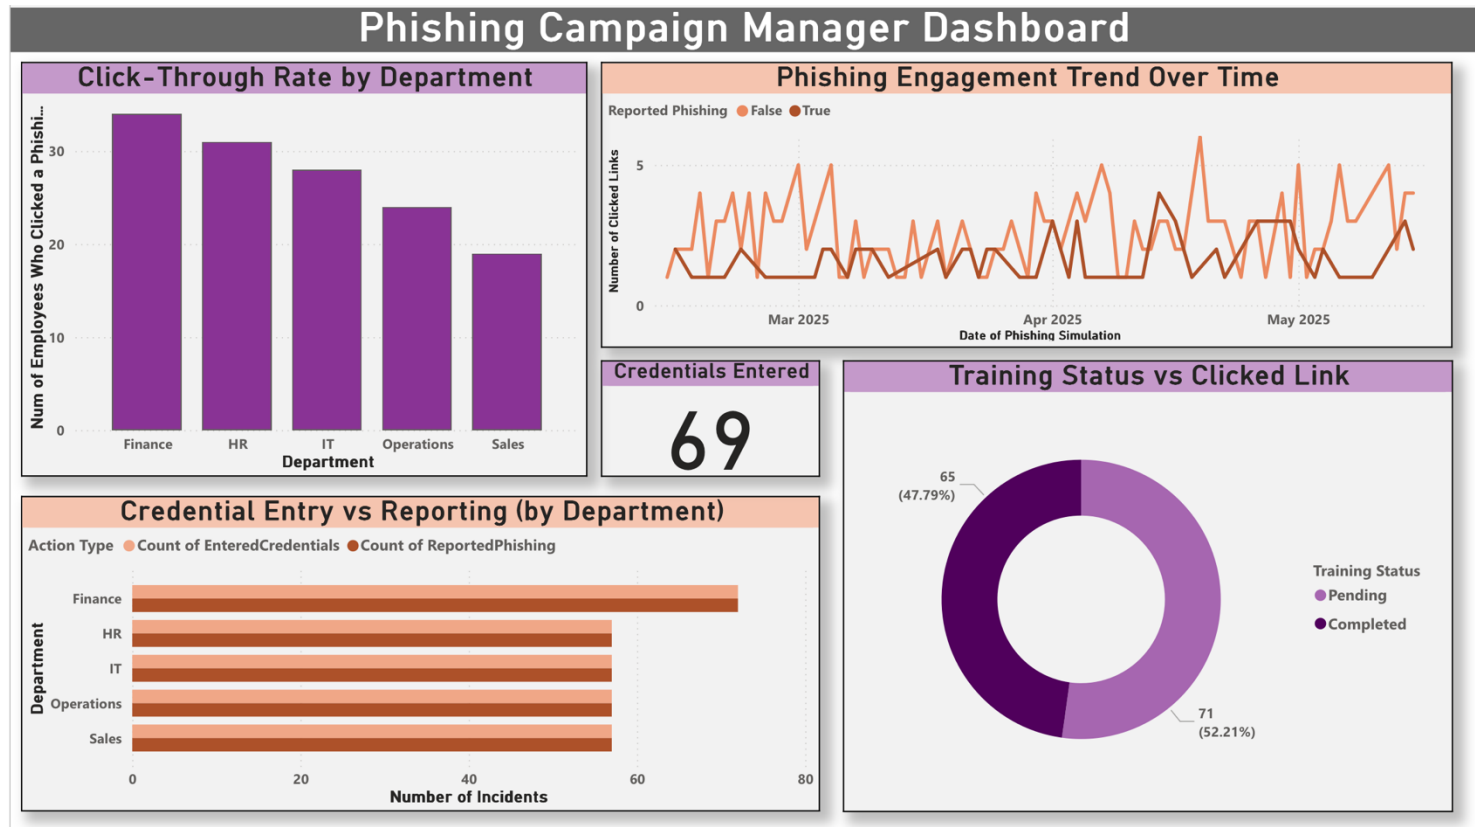 Phishing Campaign Manager Dashboard
Click-Through Rate by Department
Num of Employees Who Clicked a Phishi...
30
20
10
0
Finance HR IT Operations Sales
Department
Phishing Engagement Trend Over Time
Reported Phishing False True
Number of Clicked Links
5
0
Mar 2025 Apr 2025 May 2025
Date of Phishing Simulation
Credentials Entered
69
Training Status vs Clicked Link
65
(47.79%)
71
(52.21%)
Training Status
Pending
Completed
Credential Entry vs Reporting (by Department)
Action Type Count of EnteredCredentials Count of ReportedPhishing
Department
Finance
HR
IT
Operations
Sales
0 20 40 60 80
Number of Incidents